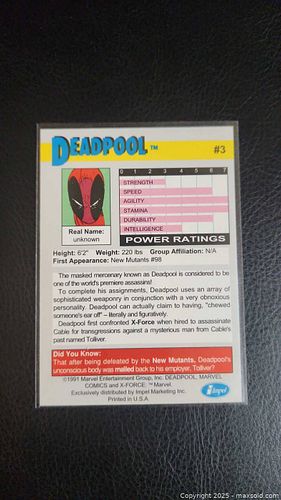 DEADPOOL ™
#3
0 1 2 3 4 5 6 7
STRENGTH
SPEED
AGILITY
STAMINA
DURABILITY
INTELLIGENCE
POWER RATINGS
Real Name:
unknown
Height: 6'2" Weight: 220 lbs Group Affiliation: N/A
First Appearance: New Mutants #98
The masked mercenary known as Deadpool is considered to be
one of the world's premiere assassins!
To complete his assignments, Deadpool uses an array of
sophisticated weaponry in conjunction with a very obnoxious
personality. Deadpool can actually claim to having, "chewed
someone's ear off" – literally and figuratively.
Deadpool first confronted X-Force when hired to assassinate
Cable for transgressions against a mysterious man from Cable's
past named Tolliver.
Did You Know:
That after being defeated by the New Mutants, Deadpool's
unconscious body was mailed back to his employer, Tolliver?
©1991 Marvel Entertainment Group, Inc. DEADPOOL, MARVEL
COMICS and X-FORCE: ™ Marvel.
Exclusively distributed by Impel Marketing Inc.
Printed in U.S.A
impel
Copyright 2025 - maxsold.com